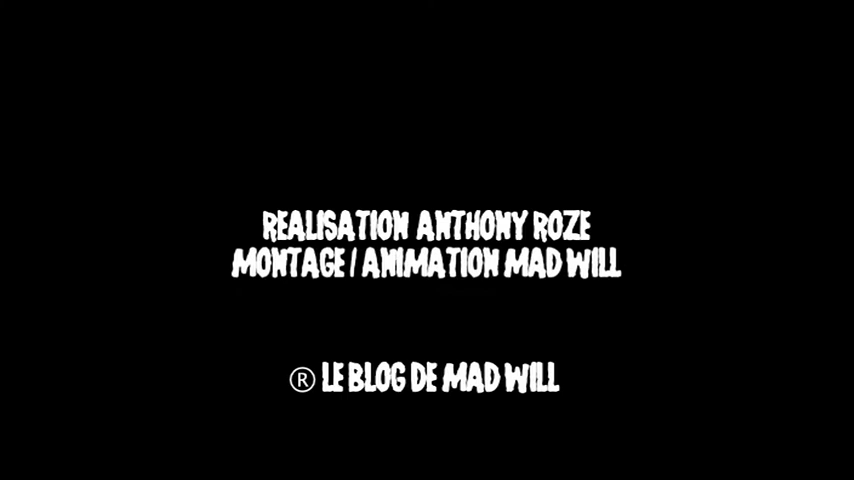 REALISATION ANTHONY ROZE
MONTAGE / ANIMATION MAD WILL
® LE BLOG DE MAD WILL